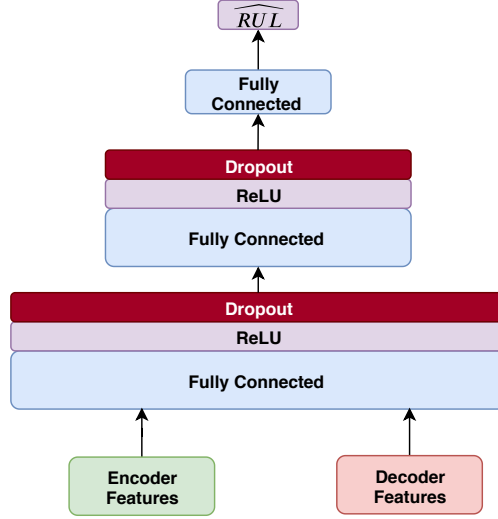 RUL
Fully
Connected
Dropout
ReLU
Fully Connected
Dropout
ReLU
Fully Connected
Encoder
Features
Decoder
Features